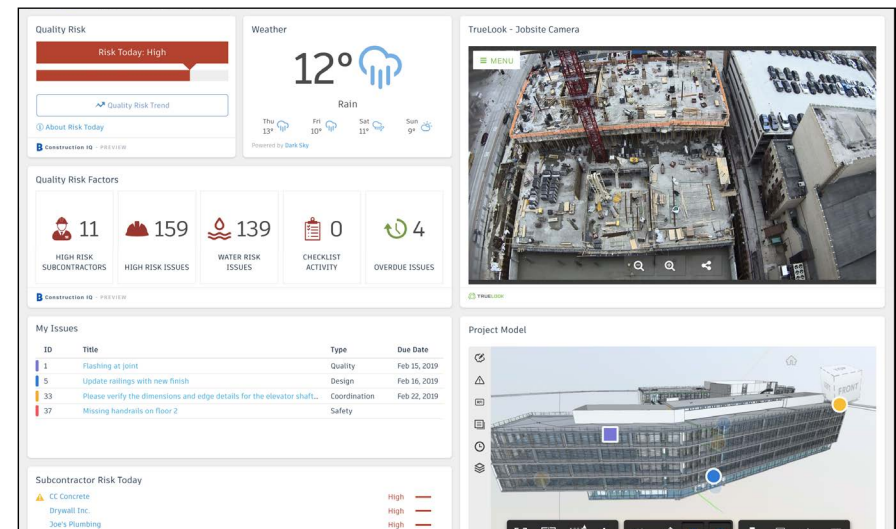 Quality Risk
Risk Today: High
Quality Risk Trend
About Risk Today
Construction IQ · PREVIEW
Weather
12°
Rain
Thu Fri Sat Sun
13° 10° 11° 9°
Powered by Dark Sky
TrueLook - Jobsite Camera
MENU
TRUELOOK
Quality Risk Factors
11 159 139 0 4
HIGH RISK SUBCONTRACTORS
HIGH RISK ISSUES
WATER RISK ISSUES
CHECKLIST ACTIVITY
OVERDUE ISSUES
Construction IQ · PREVIEW
My Issues
ID Title Type Due Date
1 Flashing at joint Quality Feb 15, 2019
5 Update railings with new finish Design Feb 16, 2019
33 Please verify the dimensions and edge details for the elevator shaft... Coordination Feb 22, 2019
37 Missing handrails on floor 2 Safety
Project Model
FRONT
Subcontractor Risk Today
CC Concrete High
Drywall Inc. High
Joe's Plumbing High